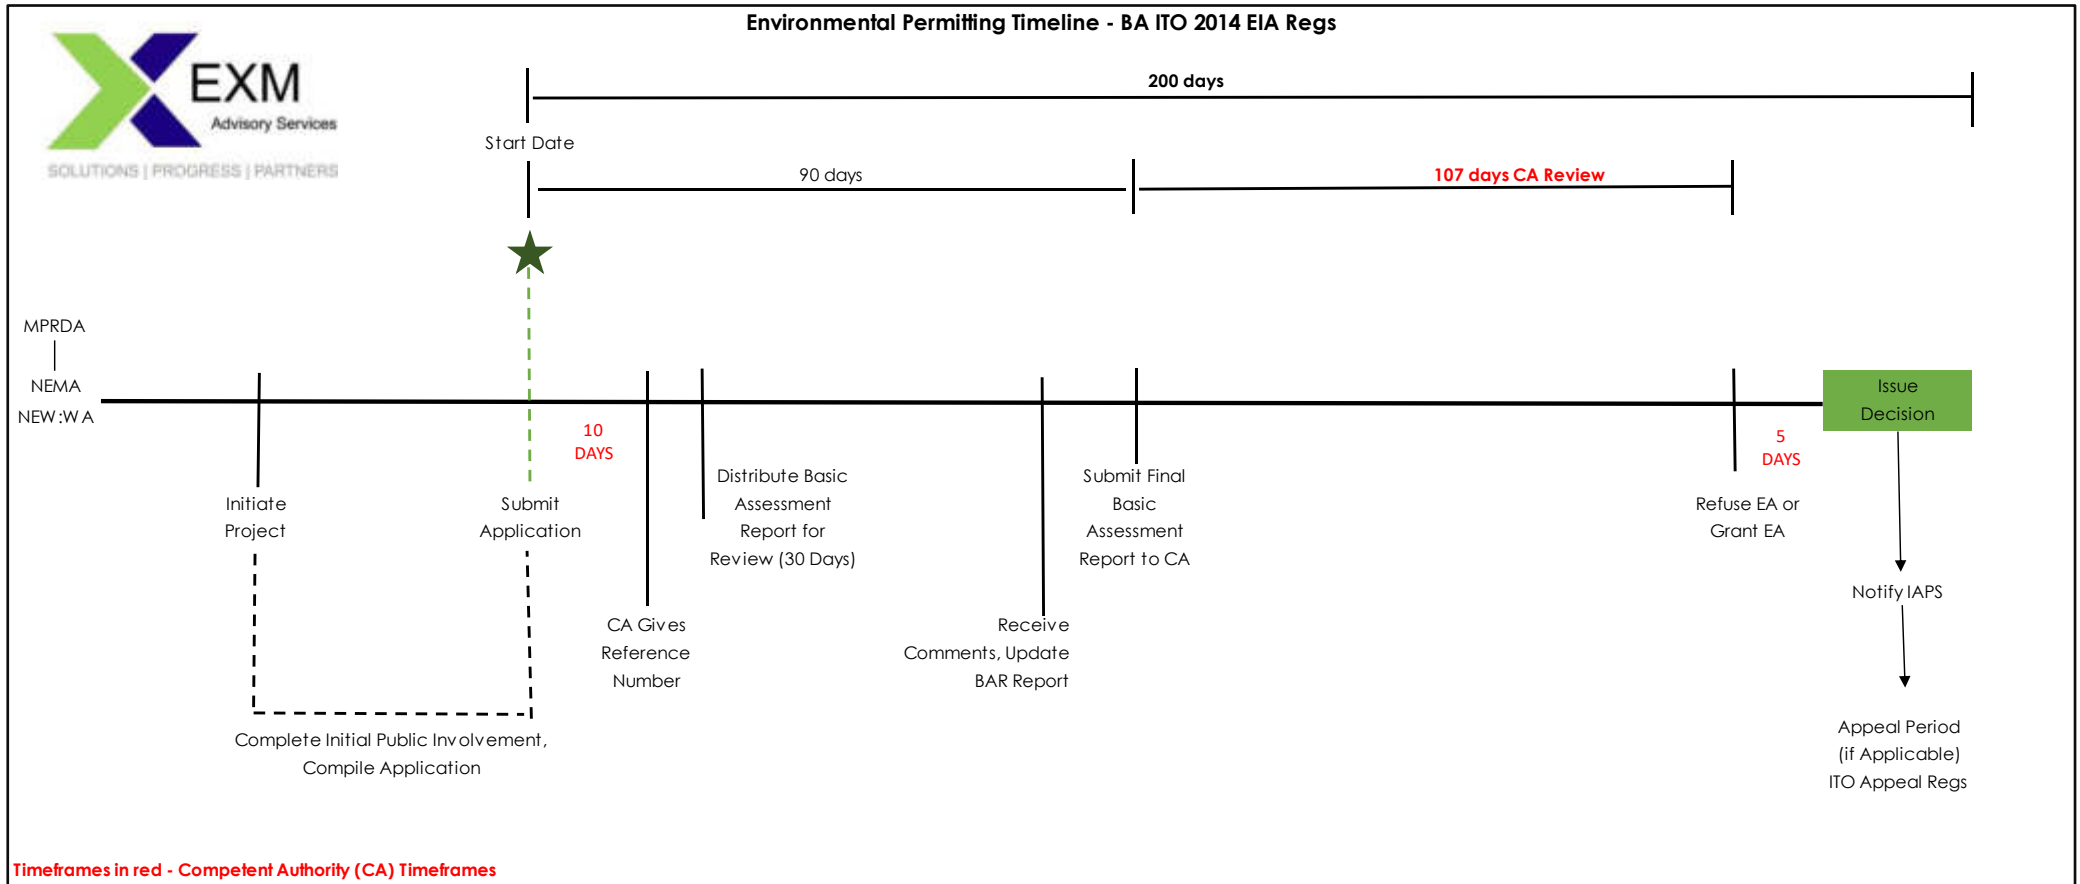 Environmental Permitting Timeline - BA ITO 2014 EIA Regs
EXM
Advisory Services
SOLUTIONS | PROGRESS | PARTNERS
200 days
Start Date
90 days
107 days CA Review
MPRDA
NEMA
NEW:WA
10
DAYS
5
DAYS
Issue
Decision
Initiate
Project
Submit
Application
Distribute Basic
Assessment
Report for
Review (30 Days)
Submit Final
Basic
Assessment
Report to CA
Refuse EA or
Grant EA
Notify IAPS
CA Gives
Reference
Number
Receive
Comments, Update
BAR Report
Complete Initial Public Involvement,
Compile Application
Appeal Period
(if Applicable)
ITO Appeal Regs
Timeframes in red - Competent Authority (CA) Timeframes